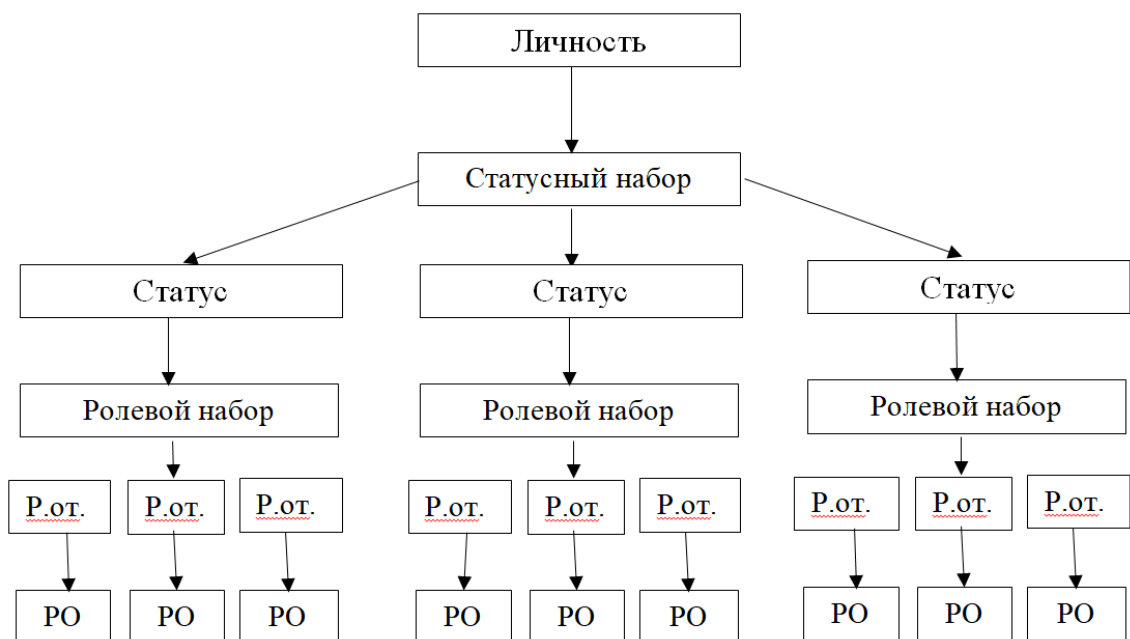 Личность
Статусный набор
Статус Статус Статус
Ролевой набор Ролевой набор Ролевой набор
Р.от. Р.от. Р.от. Р.от. Р.от. Р.от. Р.от. Р.от. Р.от.
РО РО РО РО РО РО РО РО РО